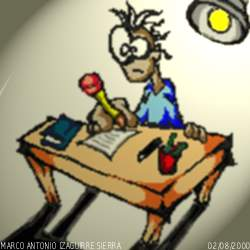 MARCO ANTONIO IZAGUIRRE SIERRA
02/08/2000